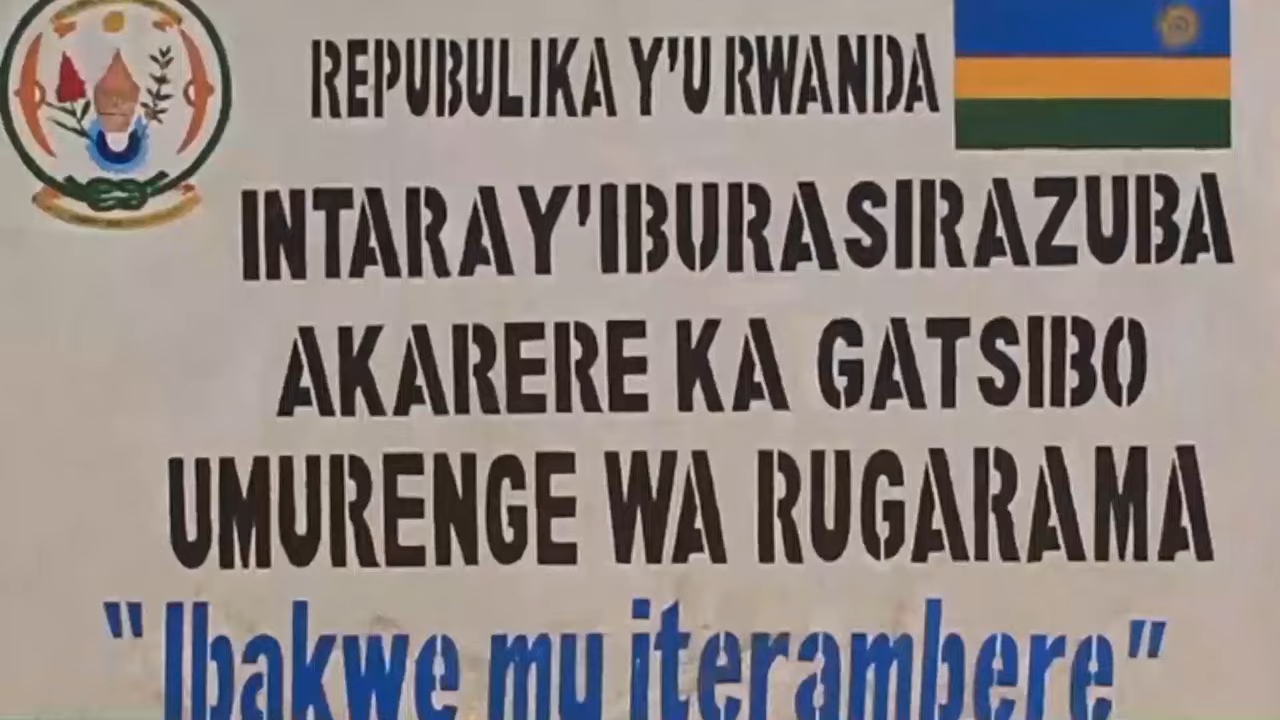 REPUBULIKA Y'U RWANDA
INTARA Y'IBURASIRAZUBA
AKARERE KA GATSIBO
UMURENGE WA RUGARAMA
"Ibakwe mu iterambere"